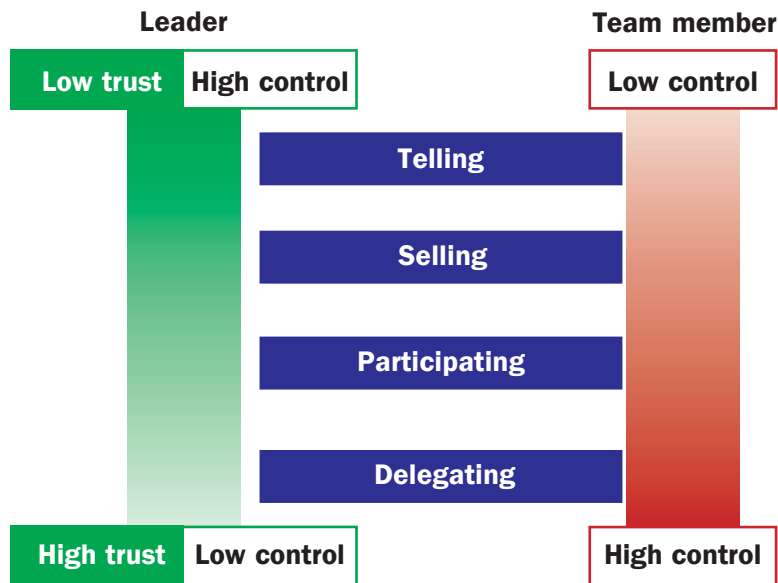 Leader
Team member
Low trust
High control
Low control
Telling
Selling
Participating
Delegating
High trust
Low control
High control